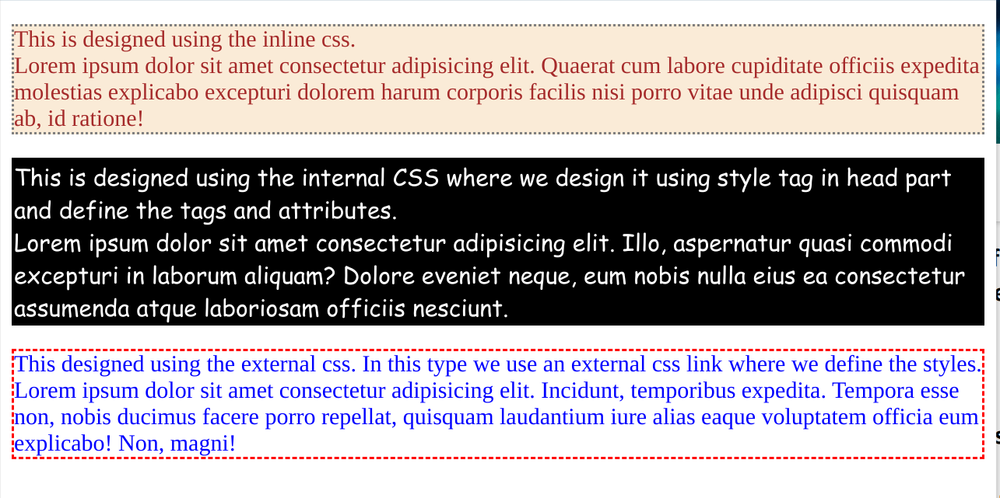 This is designed using the inline css.
Lorem ipsum dolor sit amet consectetur adipisicing elit. Quaerat cum labore cupiditate officiis expedita
molestias explicabo excepturi dolorem harum corporis facilis nisi porro vitae unde adipisci quisquam
ab, id ratione!
This is designed using the internal CSS where we design it using style tag in head part
and define the tags and attributes.
Lorem ipsum dolor sit amet consectetur adipisicing elit. Illo, aspernatur quasi commodi
excepturi in laborum aliquam? Dolore eveniet neque, eum nobis nulla eius ea consectetur
assumenda atque laboriosam officiis nesciunt.
This designed using the external css. In this type we use an external css link where we define the styles.
Lorem ipsum dolor sit amet consectetur adipisicing elit. Incidunt, temporibus expedita. Tempora esse
non, nobis ducimus facere porro repellat, quisquam laudantium iure alias eaque voluptatem officia eum
explicabo! Non, magni!